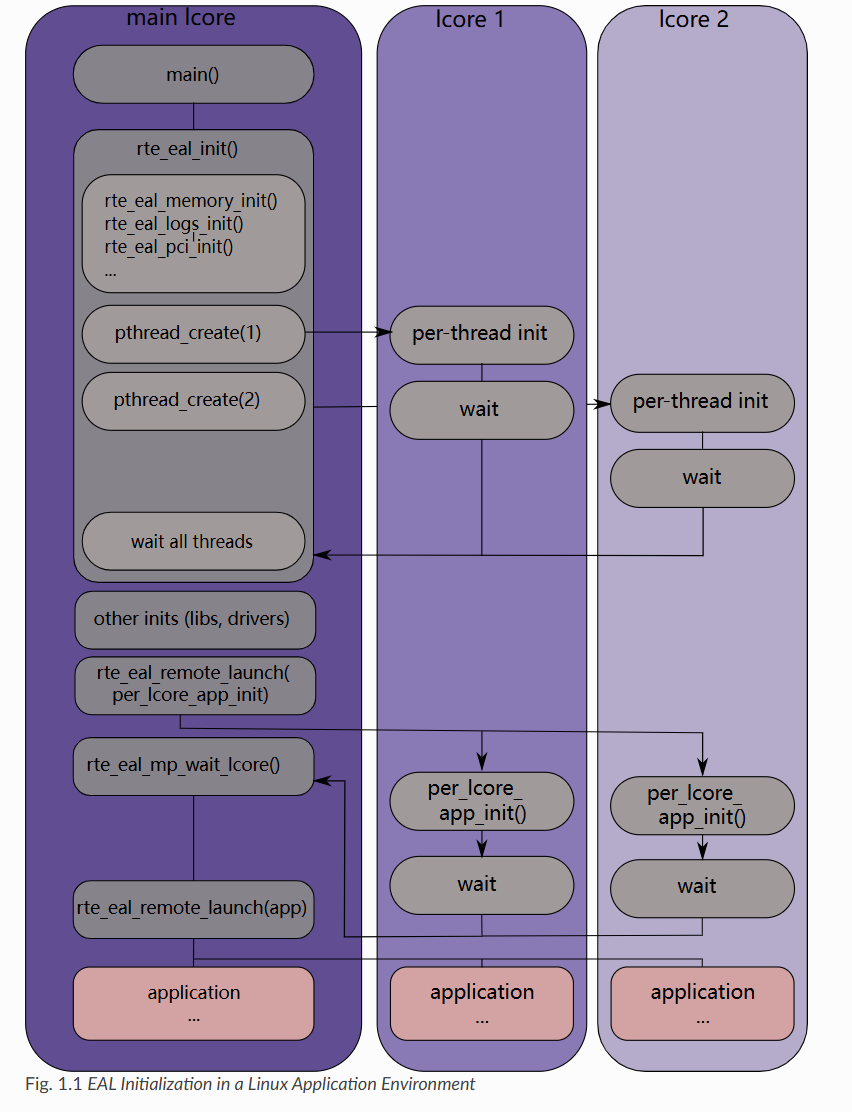 main lcore
lcore 1
lcore 2
main()
rte_eal_init()
rte_eal_memory_init()
rte_eal_logs_init()
rte_eal_pci_init()
...
pthread_create(1)
per-thread init
pthread_create(2)
wait
per-thread init
wait
wait all threads
other inits (libs, drivers)
rte_eal_remote_launch(
per_lcore_app_init)
rte_eal_mp_wait_lcore()
per_lcore_
app_init()
per_lcore_
app_init()
wait
wait
rte_eal_remote_launch(app)
application
...
application
...
application
...
Fig. 1.1 EAL Initialization in a Linux Application Environment